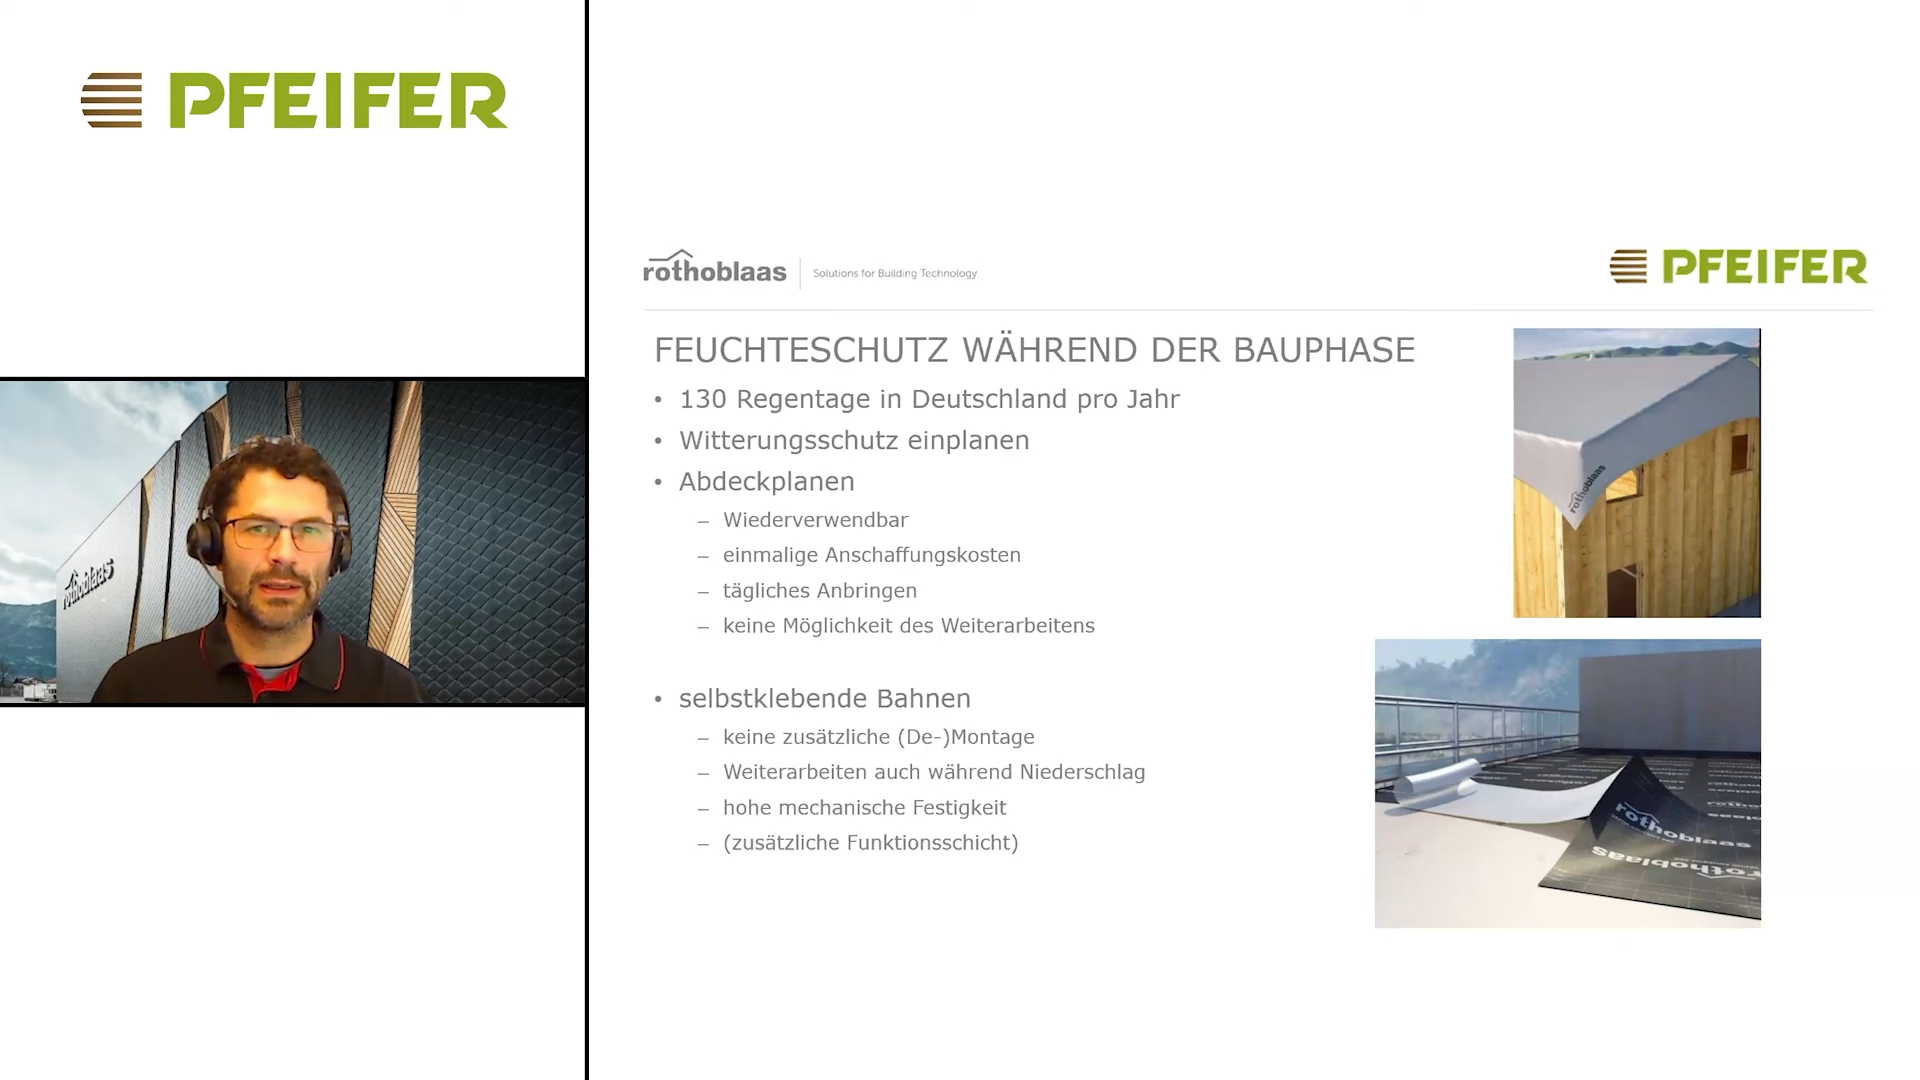 PFEIFER
rothoblaas
rothoblaas
Solutions for Building Technology
PFEIFER
FEUCHTESCHUTZ WÄHREND DER BAUPHASE
• 130 Regentage in Deutschland pro Jahr
• Witterungsschutz einplanen
• Abdeckplanen
– Wiederverwendbar
– einmalige Anschaffungskosten
– tägliches Anbringen
– keine Möglichkeit des Weiterarbeitens
• selbstklebende Bahnen
– keine zusätzliche (De-)Montage
– Weiterarbeiten auch während Niederschlag
– hohe mechanische Festigkeit
– (zusätzliche Funktionsschicht)
rothoblaas
rothoblaas
rothoblaas